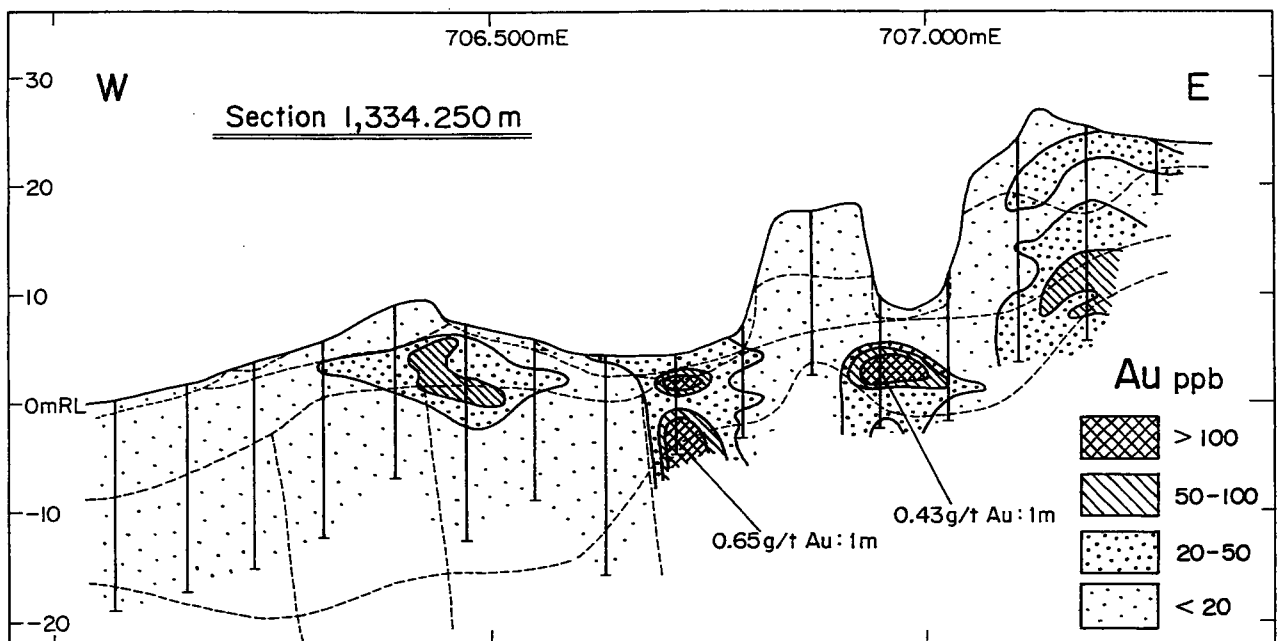 706.500mE
707.000mE
30
W
E
Section 1,334.250 m
20
10
0mRL
Au ppb
> 100
50-100
-10
0.43g/t Au : 1m
0.65g/t Au : 1m
20-50
< 20
-20